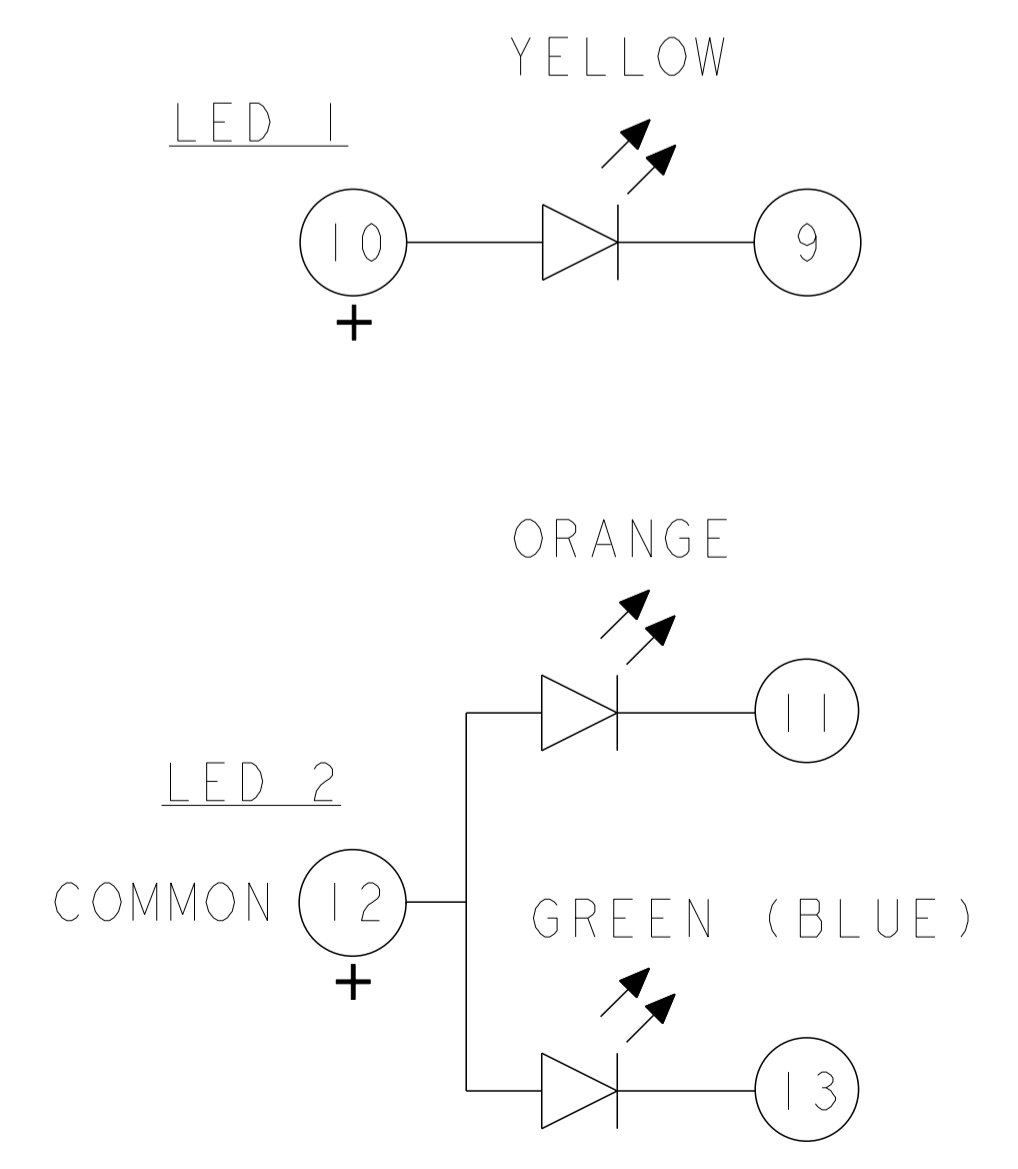 YELLOW
LED 1
10
9
+
ORANGE
11
LED 2
COMMON
12
GREEN (BLUE)
+
13